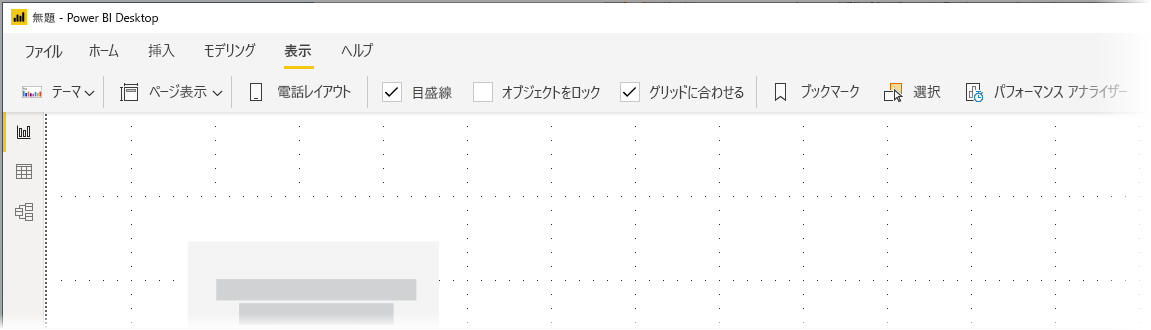 無題 - Power BI Desktop
ファイル ホーム 挿入 モデリング 表示 ヘルプ
テーマ ページ表示 電話レイアウト 目盛線 オブジェクトをロック グリッドに合わせる ブックマーク 選択 パフォーマンス アナライザー